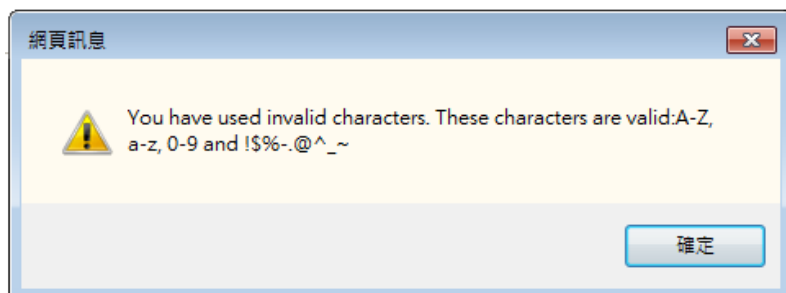 網頁訊息
You have used invalid characters. These characters are valid:A-Z,
a-z, 0-9 and !$%-.@^_~
確定